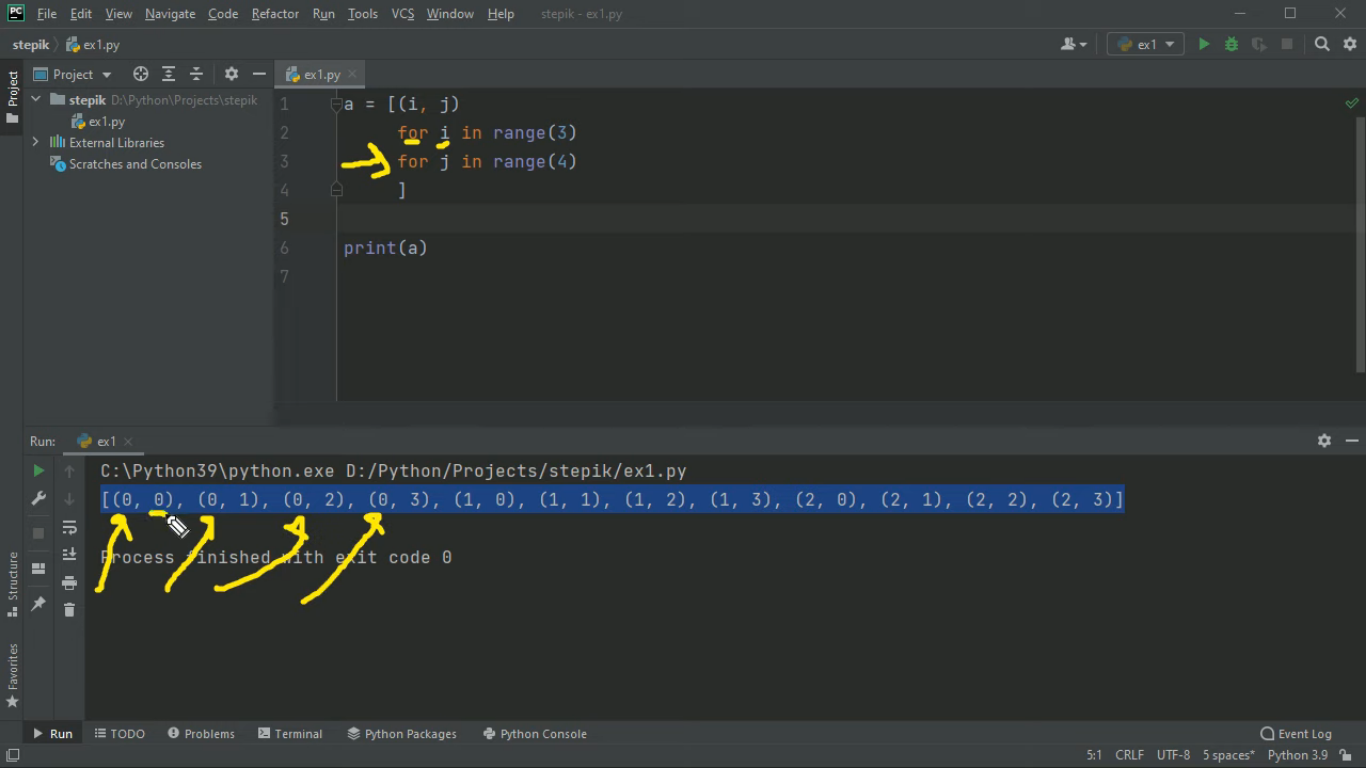 PC File Edit View Navigate Code Refactor Run Tools VCS Window Help stepik - ex1.py
stepik ex1.py ex1
Project ex1.py
Project
stepik D:\Python\Projects\stepik
ex1.py
External Libraries
Scratches and Consoles
1 a = [(i, j)
2 for i in range(3)
3 for j in range(4)
4 ]
5
6 print(a)
7
Run: ex1
C:\Python39\python.exe D:/Python/Projects/stepik/ex1.py
[(0, 0), (0, 1), (0, 2), (0, 3), (1, 0), (1, 1), (1, 2), (1, 3), (2, 0), (2, 1), (2, 2), (2, 3)]
Process finished with exit code 0
Structure
Favorites
Run TODO Problems Terminal Python Packages Python Console Event Log
5:1 CRLF UTF-8 5 spaces* Python 3.9